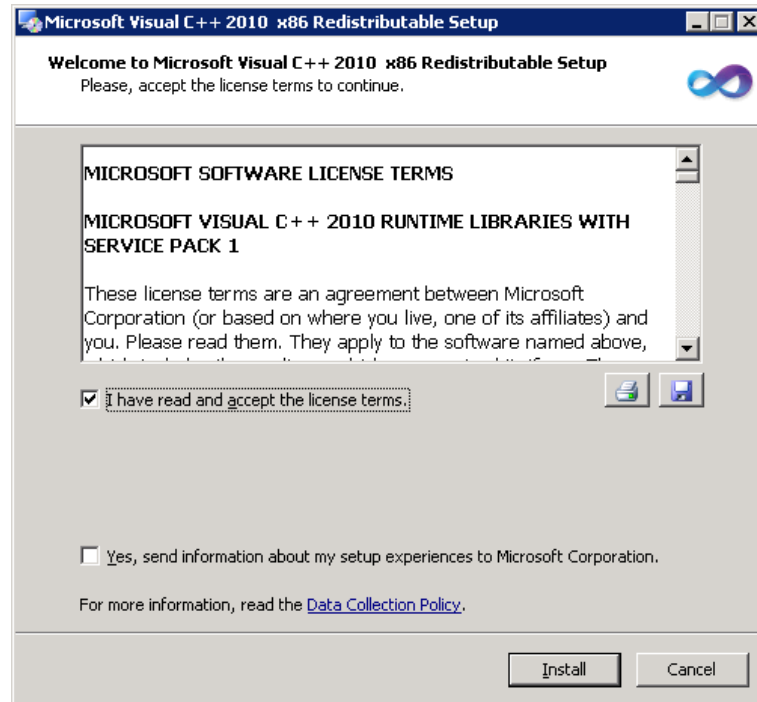 Microsoft Visual C++ 2010  x86 Redistributable Setup
Welcome to Microsoft Visual C++ 2010  x86 Redistributable Setup
Please, accept the license terms to continue.
MICROSOFT SOFTWARE LICENSE TERMS
MICROSOFT VISUAL C++ 2010 RUNTIME LIBRARIES WITH
SERVICE PACK 1
These license terms are an agreement between Microsoft
Corporation (or based on where you live, one of its affiliates) and
you. Please read them. They apply to the software named above,
I have read and accept the license terms.
Yes, send information about my setup experiences to Microsoft Corporation.
For more information, read the Data Collection Policy.
Install
Cancel